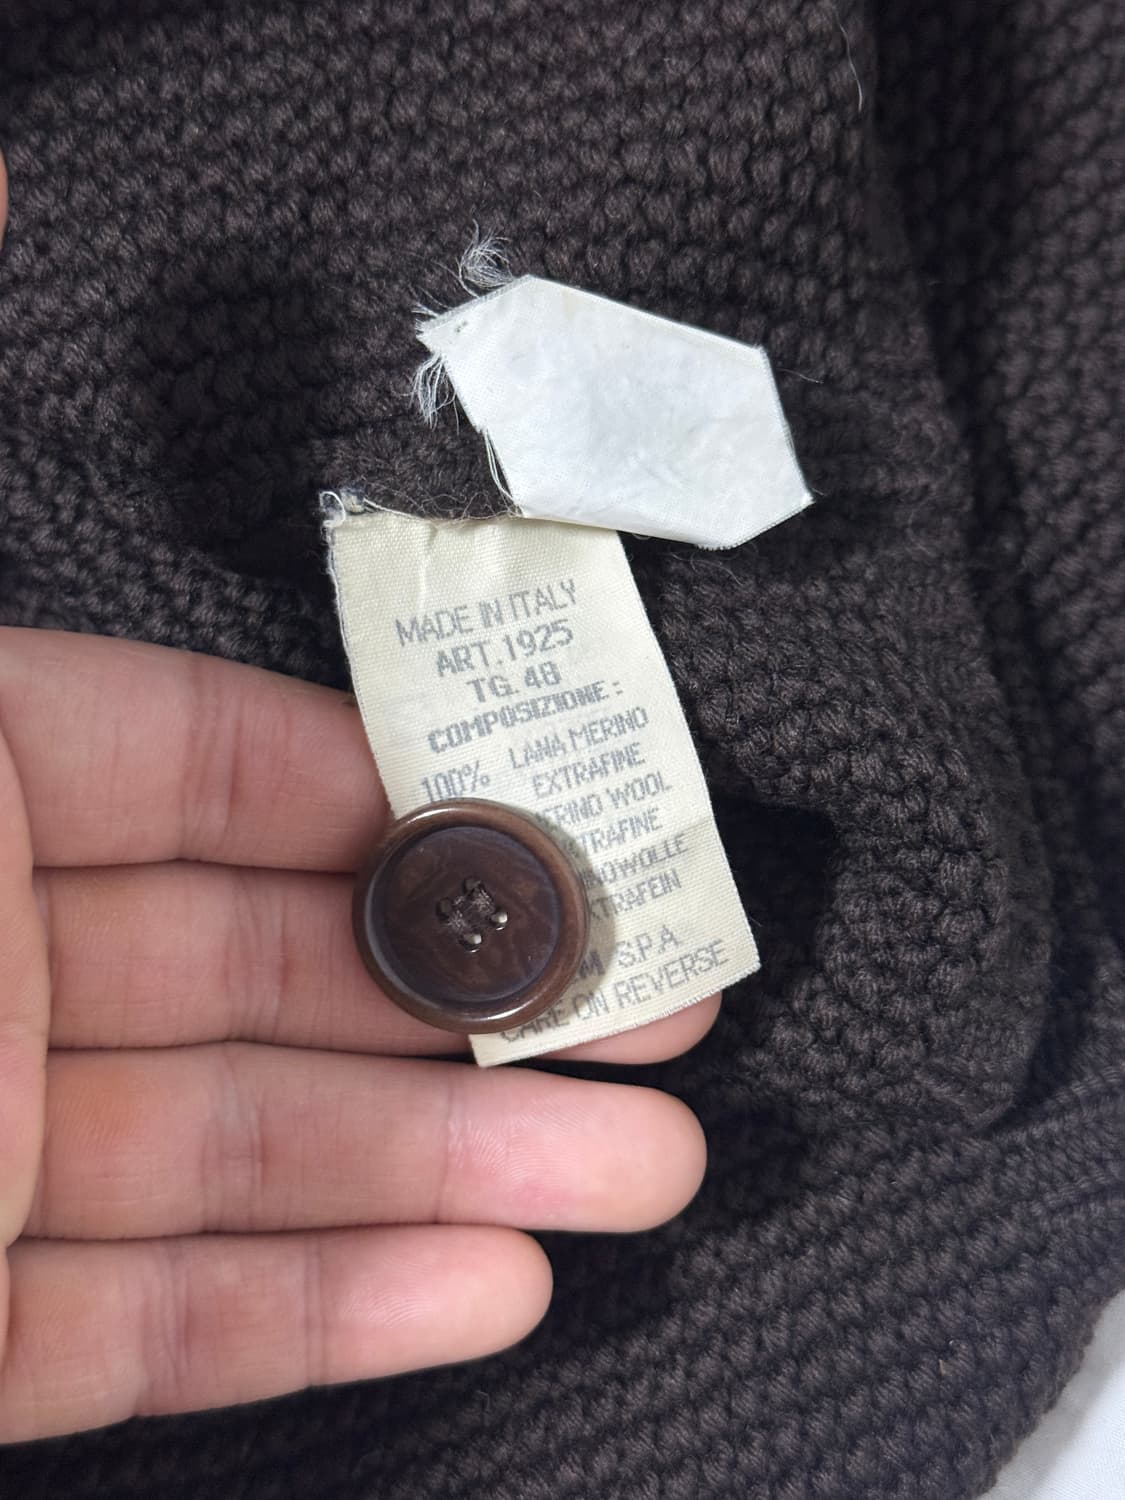 MADE IN ITALY
ART.1925
TG. 48
COMPOSIZIONE:
100% LANA MERINO
EXTRAFINE
WOOL
S.P.A.
CARE ON REVERSE